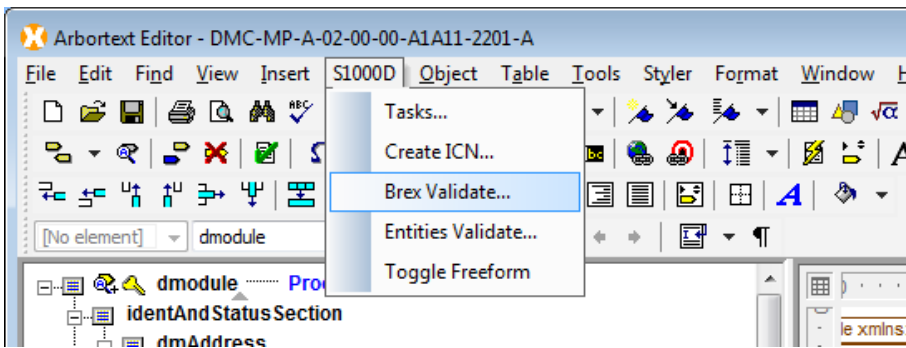 Arbortext Editor - DMC-MP-A-02-00-00-A1A11-2201-A
File Edit Find View Insert S1000D Object Table Tools Styler Format Window H
Tasks...
ABC
Create ICN...
Brex Validate...
A
[No element] dmodule
Entities Validate...
Toggle Freeform
dmodule
identAndStatusSection
dmAddress
le xmlns: